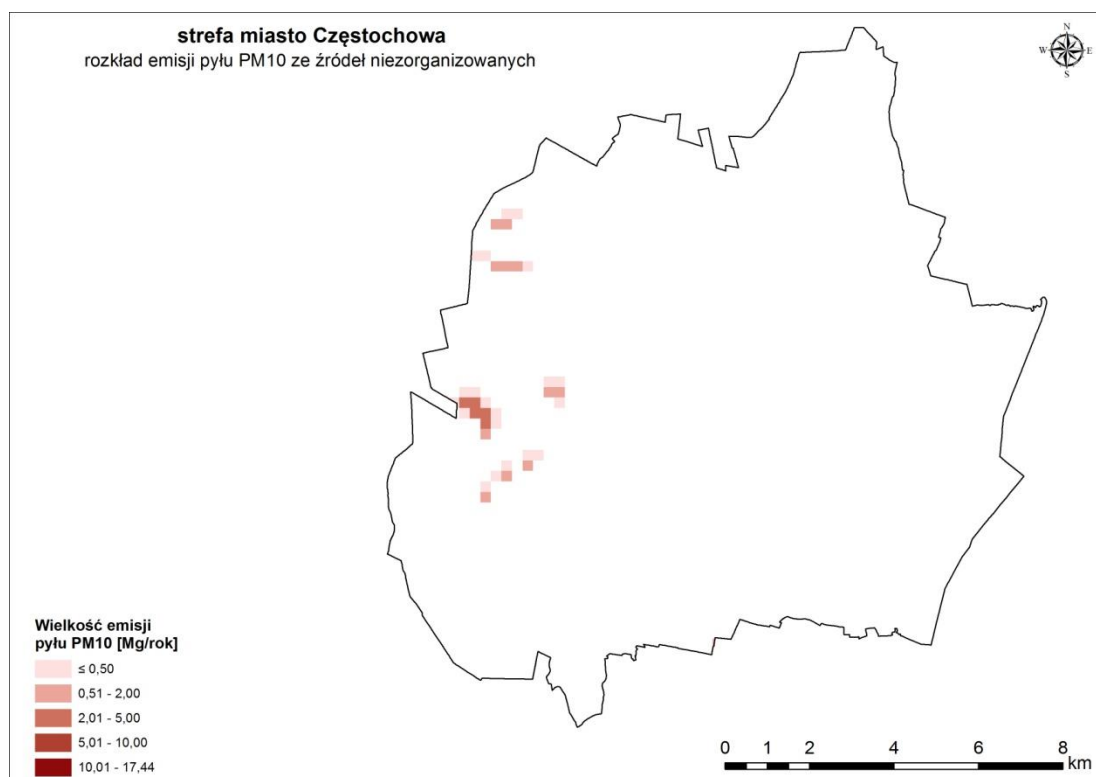 strefa miasto Częstochowa
rozkład emisji pyłu PM10 ze źródeł niezorganizowanych
N
W E
S
Wielkość emisji
pyłu PM10 [Mg/rok]
≤ 0,50
0,51 - 2,00
2,01 - 5,00
5,01 - 10,00
10,01 - 17,44
0 1 2 4 6 8
km